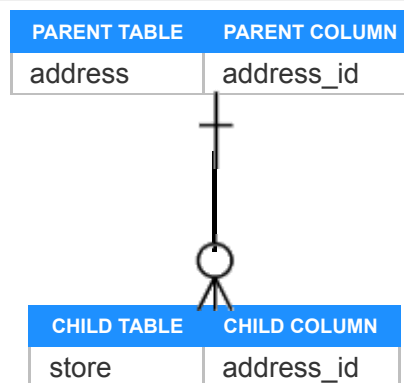 PARENT TABLE PARENT COLUMN
address address_id
CHILD TABLE CHILD COLUMN
store address_id